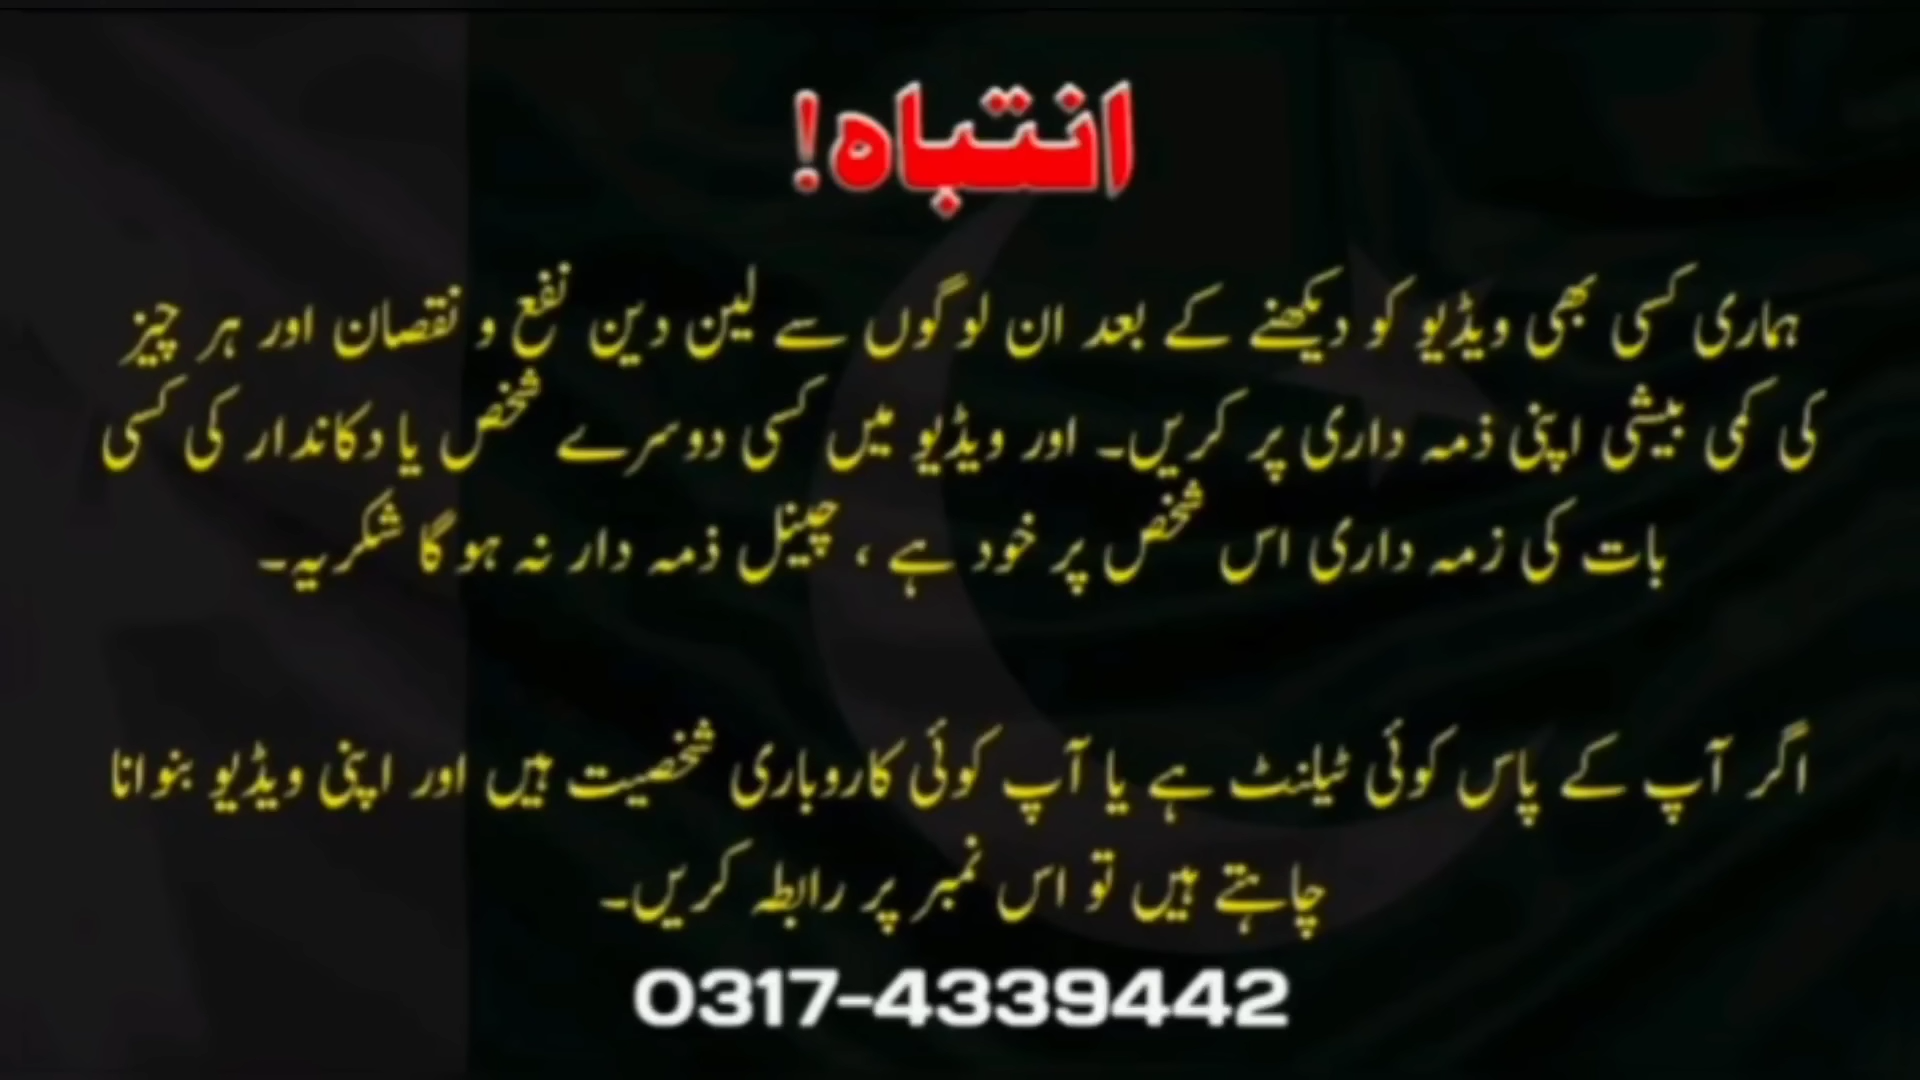 انتباہ!
ہماری کسی بھی ویڈیو کو دیکھنے کے بعد ان لوگوں سے لین دین نفع و نقصان اور ہر چیز
کی کمی بیشی اپنی ذمہ داری پر کریں۔ اور ویڈیو میں کسی دوسرے شخص یا دکاندار کی کسی
بات کی زمہ داری اس شخص پر خود ہے ، چینل ذمہ دار نہ ہو گا شکریہ۔
اگر آپ کے پاس کوئی ٹیلنٹ ہے یا آپ کوئی کاروباری شخصیت ہیں اور اپنی ویڈیو بنوانا
چاہتے ہیں تو اس نمبر پر رابطہ کریں۔
0317-4339442